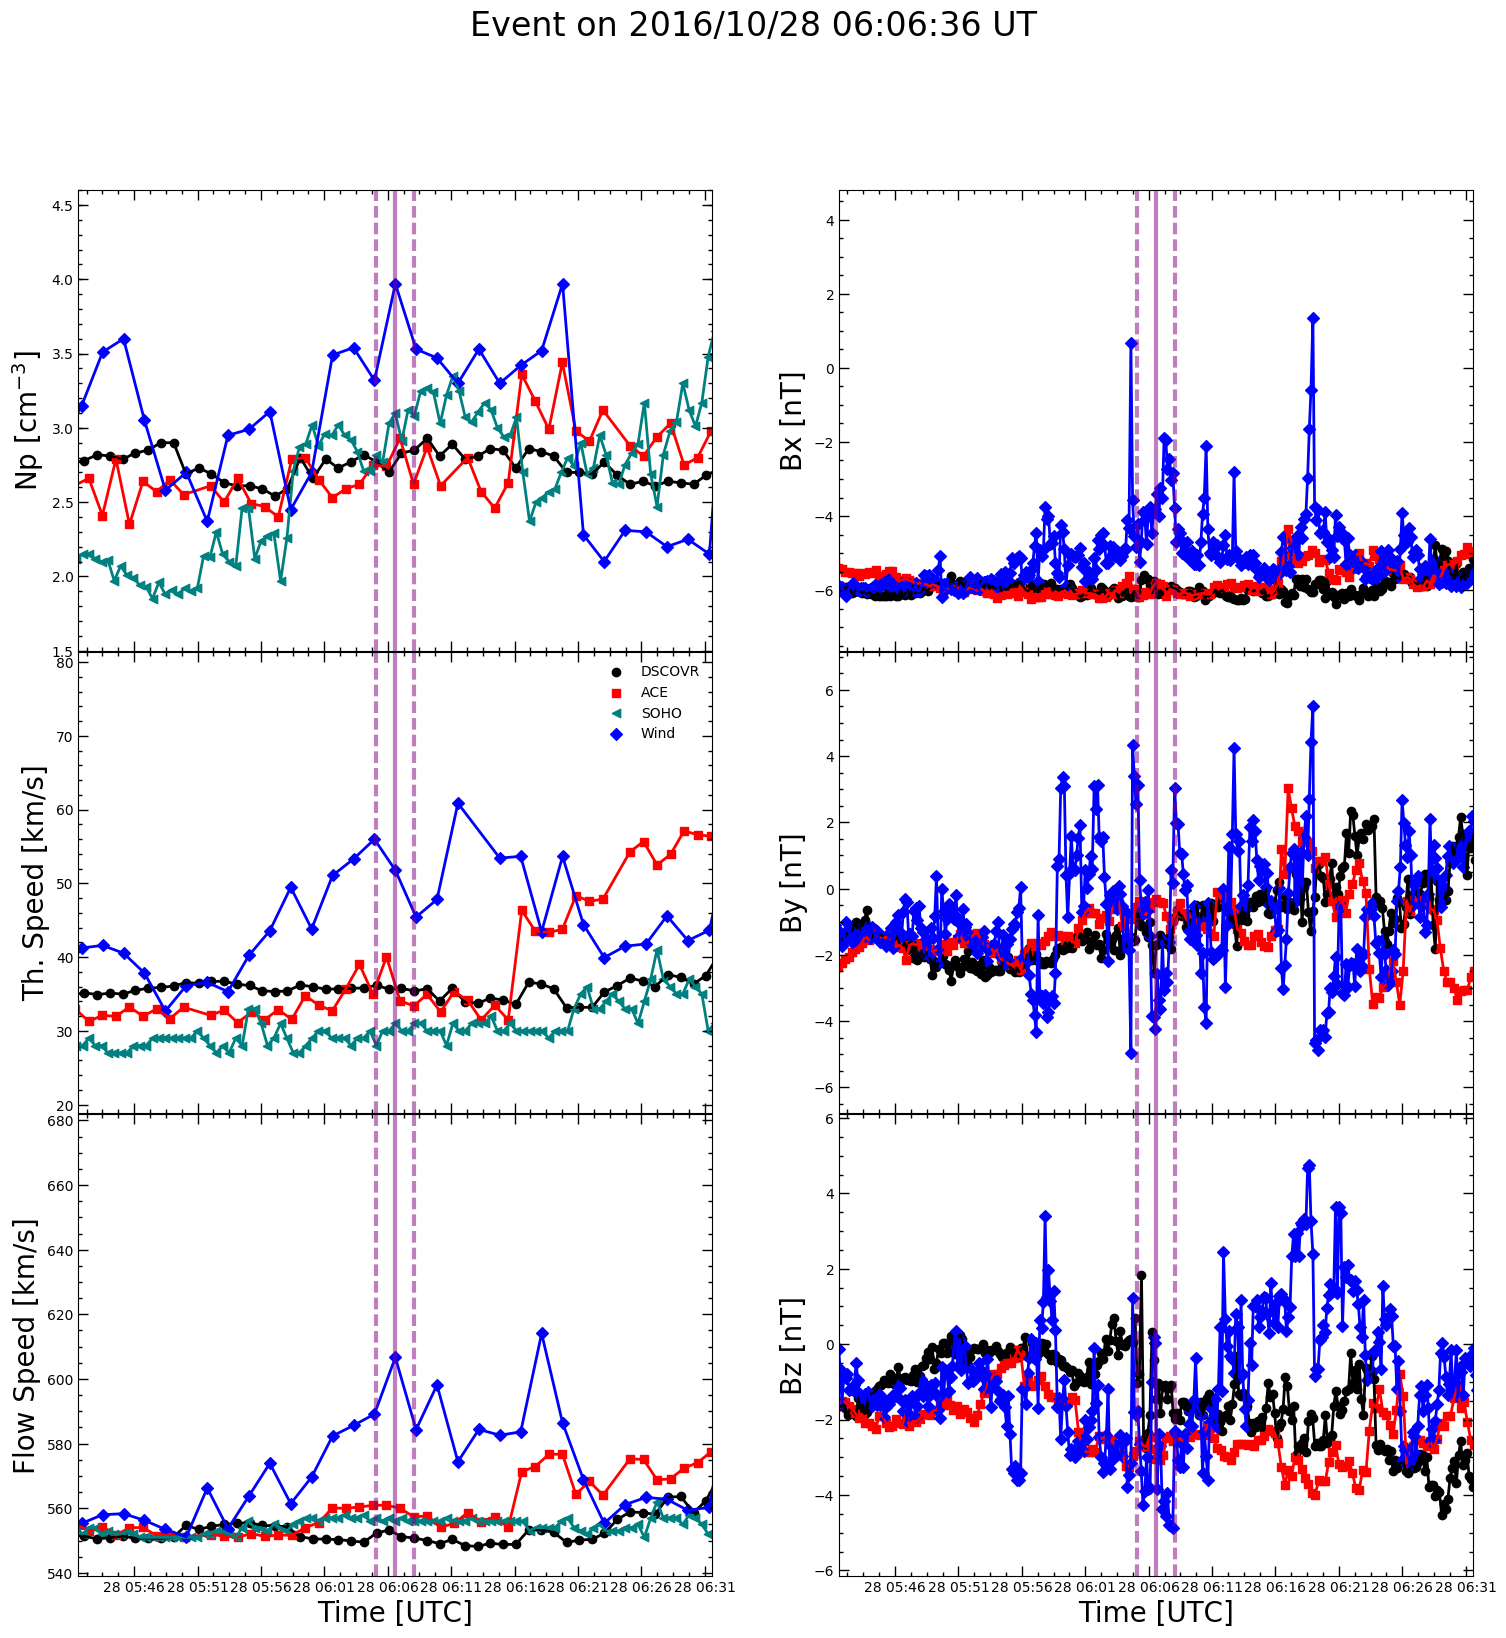 Event on 2016/10/28 06:06:36 UT
Np [cm⁻³]
4.5
4.0
3.5
3.0
2.5
2.0
1.5
Th. Speed [km/s]
80
70
60
50
40
30
20
DSCOVR
ACE
SOHO
Wind
Flow Speed [km/s]
680
660
640
620
600
580
560
540
28 05:46 28 05:51 28 05:56 28 06:01 28 06:06 28 06:11 28 06:16 28 06:21 28 06:26 28 06:31
Time [UTC]
Bx [nT]
4
2
0
−2
−4
−6
By [nT]
6
4
2
0
−2
−4
−6
Bz [nT]
6
4
2
0
−2
−4
−6
28 05:46 28 05:51 28 05:56 28 06:01 28 06:06 28 06:11 28 06:16 28 06:21 28 06:26 28 06:31
Time [UTC]